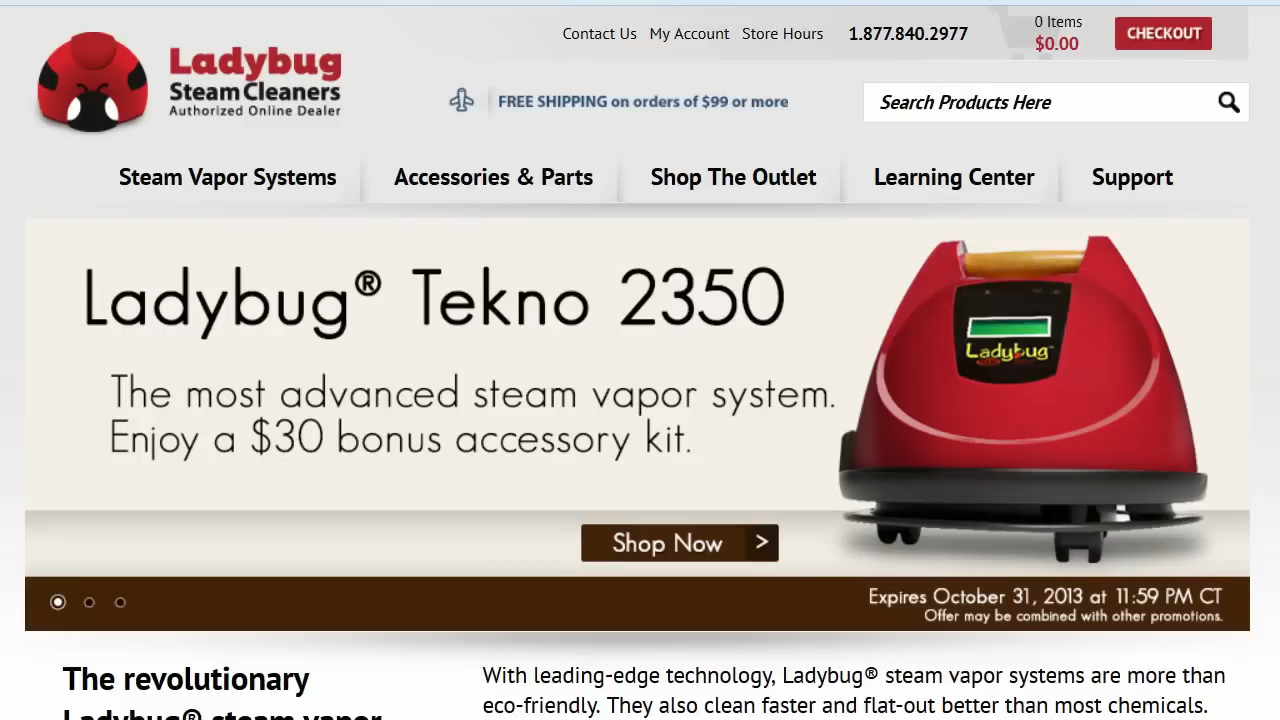 Contact Us My Account Store Hours 1.877.840.2977
0 Items
$0.00
CHECKOUT
Ladybug
Steam Cleaners
Authorized Online Dealer
FREE SHIPPING on orders of $99 or more
Search Products Here
Steam Vapor Systems Accessories & Parts Shop The Outlet Learning Center Support
Ladybug® Tekno 2350
The most advanced steam vapor system.
Enjoy a $30 bonus accessory kit.
Ladybug™
Shop Now >
Expires October 31, 2013 at 11:59 PM CT
Offer may be combined with other promotions.
The revolutionary
Ladybug® steam vapor
With leading-edge technology, Ladybug® steam vapor systems are more than
eco-friendly. They also clean faster and flat-out better than most chemicals.